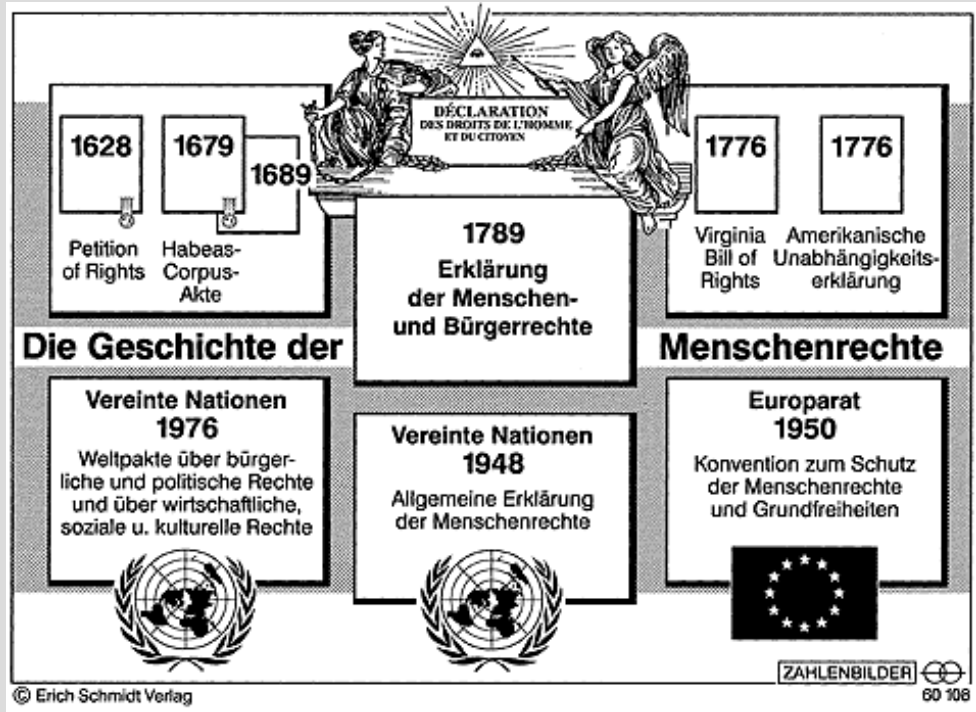 DÉCLARATION
DES DROITS DE L'HOMME
ET DU CITOYEN
1628
1679
1689
Petition
of Rights
Habeas-
Corpus-
Akte
1789
Erklärung
der Menschen-
und Bürgerrechte
1776
1776
Virginia
Bill of
Rights
Amerikanische
Unabhängigkeits-
erklärung
Die Geschichte der Menschenrechte
Vereinte Nationen
1976
Weltpakte über bürger-
liche und politische Rechte
und über wirtschaftliche,
soziale u. kulturelle Rechte
Vereinte Nationen
1948
Allgemeine Erklärung
der Menschenrechte
Europarat
1950
Konvention zum Schutz
der Menschenrechte
und Grundfreiheiten
ZAHLENBILDER
© Erich Schmidt Verlag
60 108